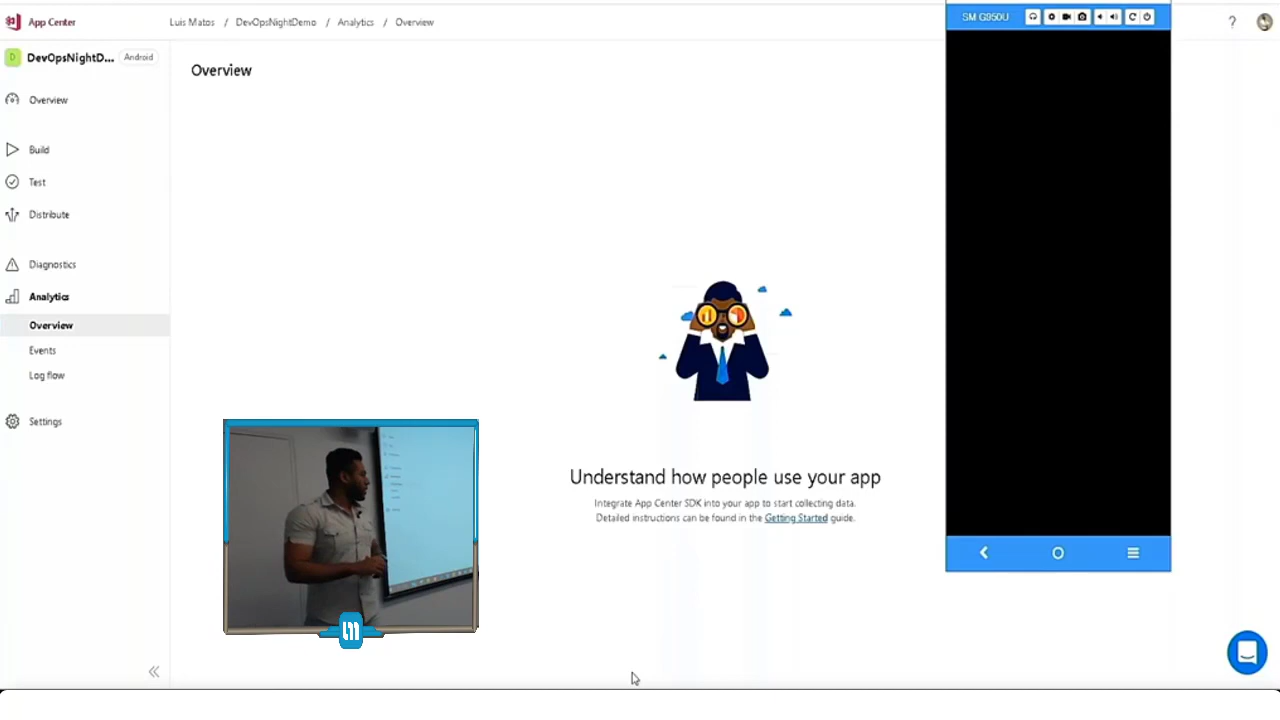 App Center
Luis Matos / DevOpsNightDemo / Analytics / Overview
SM G950U
?
D DevOpsNightD... Android
Overview
Overview
Build
Test
Distribute
Diagnostics
Analytics
Overview
Events
Log flow
Settings
Understand how people use your app
Integrate App Center SDK into your app to start collecting data.
Detailed instructions can be found in the Getting Started guide.